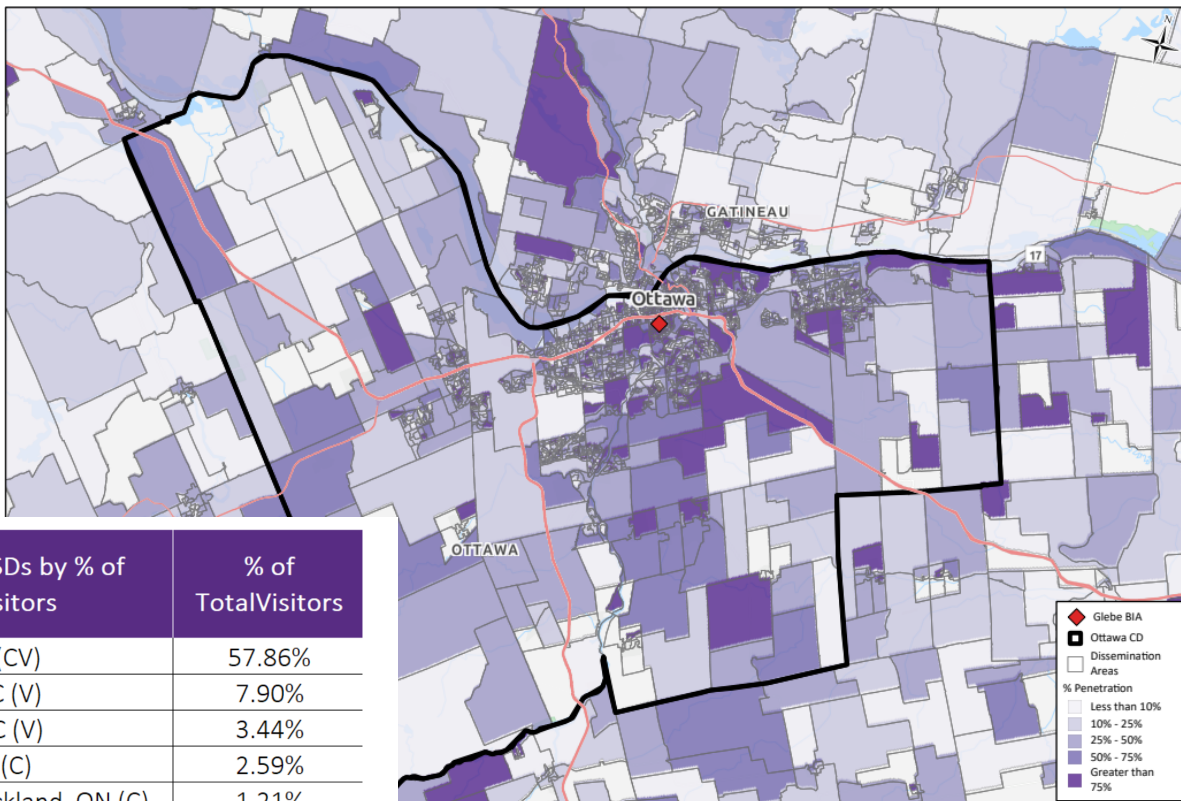 N
GATINEAU
17
Ottawa
OTTAWA
SDs by % of
sitors
% of
TotalVisitors
(CV)
57.86%
C (V)
7.90%
C (V)
3.44%
(C)
2.59%
ckland, ON (C)
1.21%
Glebe BIA
Ottawa CD
Dissemination
Areas
% Penetration
Less than 10%
10% - 25%
25% - 50%
50% - 75%
Greater than
75%